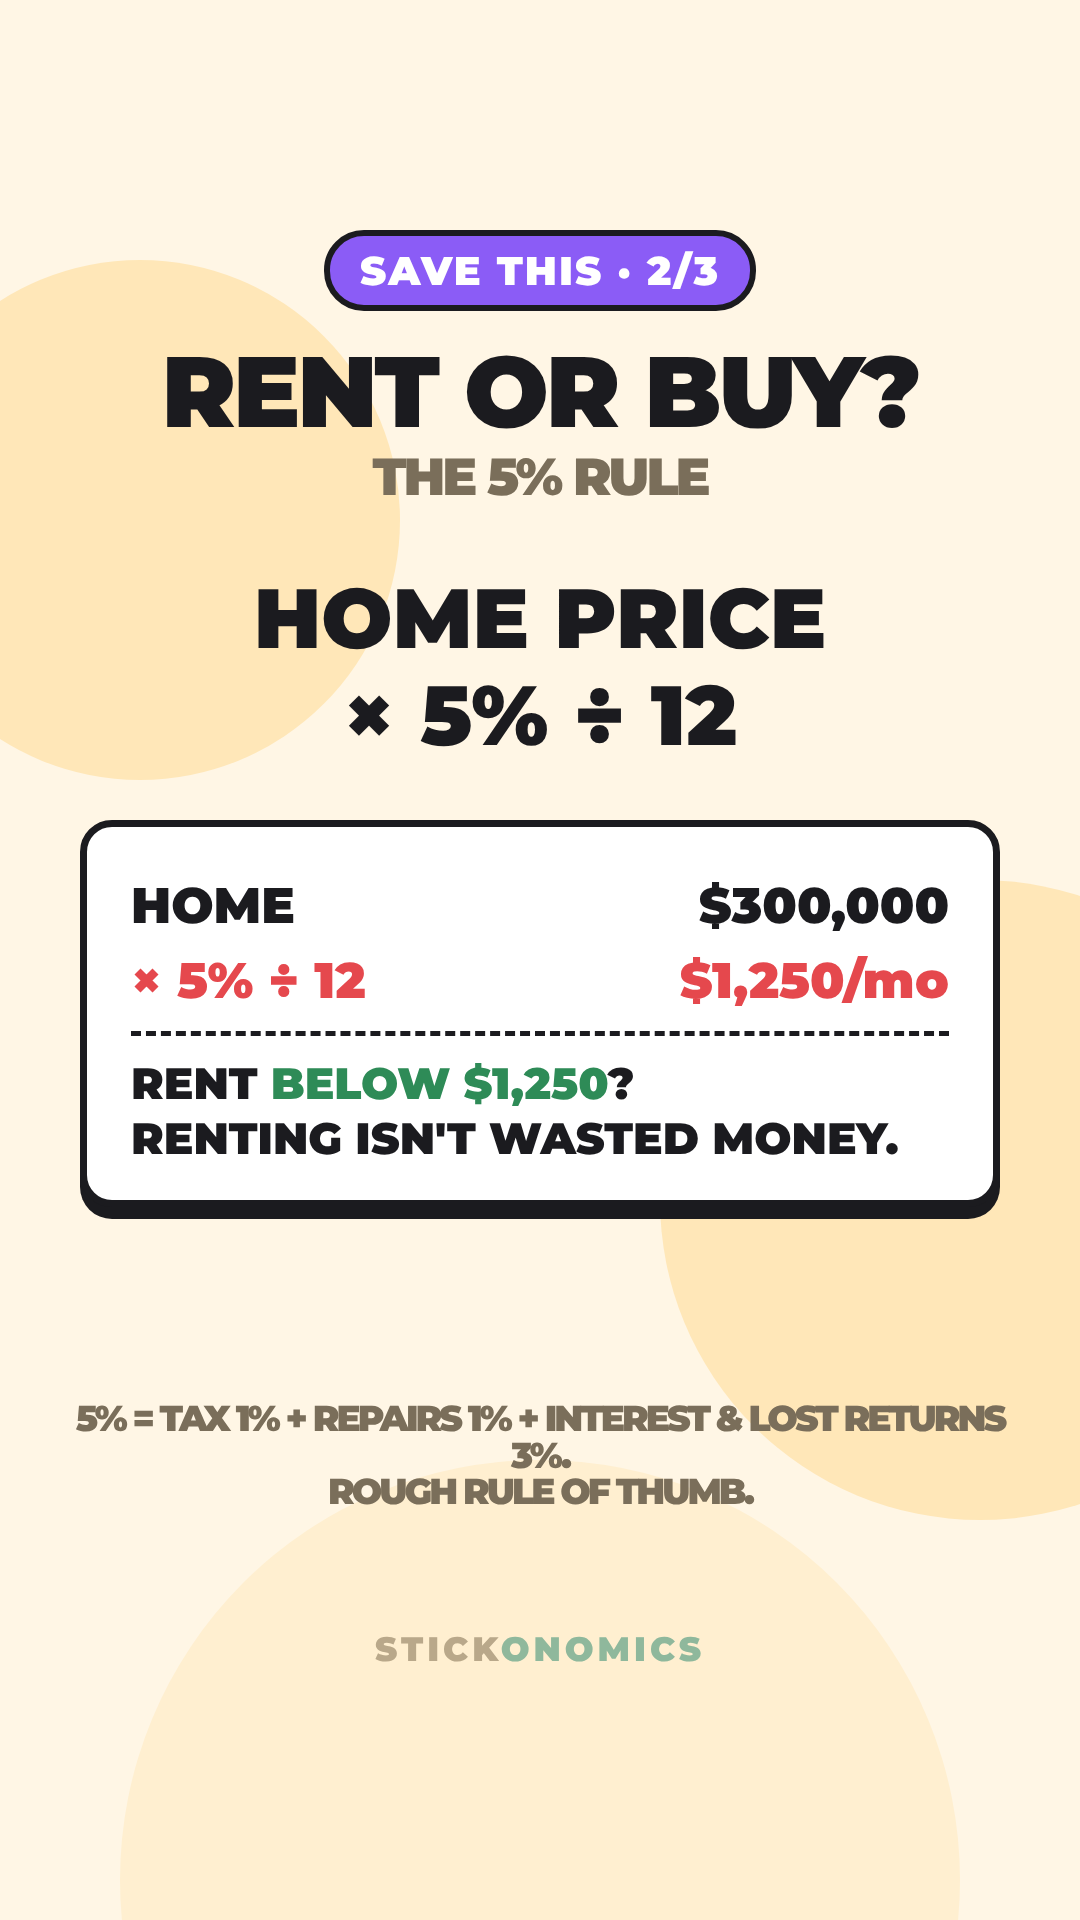 SAVE THIS · 2/3
RENT OR BUY?
THE 5% RULE
HOME PRICE
× 5% ÷ 12
HOME $300,000
× 5% ÷ 12 $1,250/mo
RENT BELOW $1,250?
RENTING ISN'T WASTED MONEY.
5% = TAX 1% + REPAIRS 1% + INTEREST & LOST RETURNS
3%.
ROUGH RULE OF THUMB.
STICKONOMICS